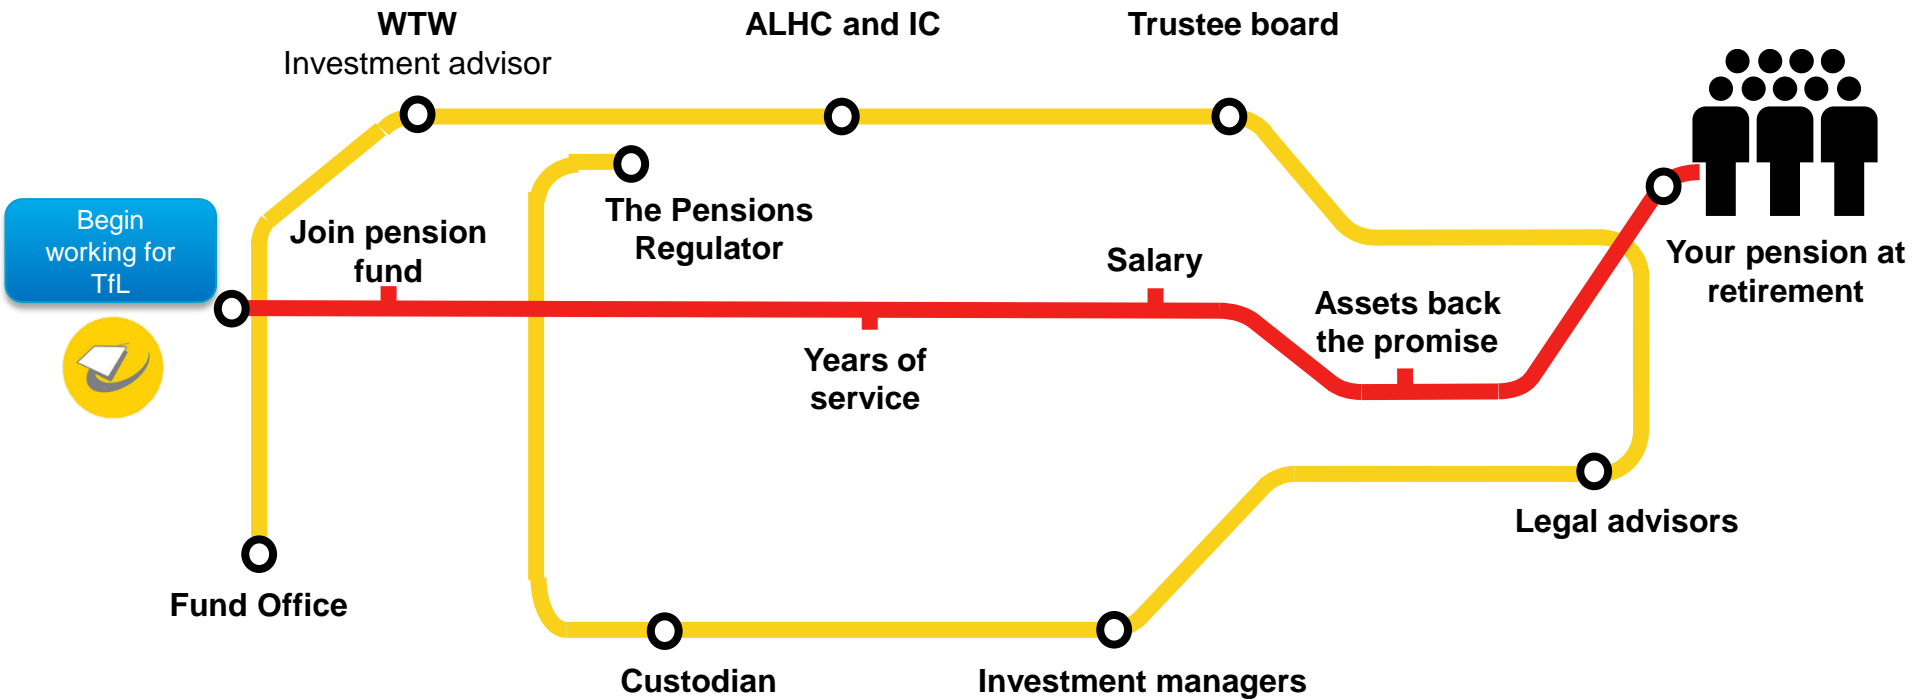 WTW
Investment advisor
ALHC and IC
Trustee board
Begin
working for
TfL
Join pension
fund
The Pensions
Regulator
Salary
Your pension at
retirement
Assets back
the promise
Years of
service
Legal advisors
Fund Office
Custodian
Investment managers